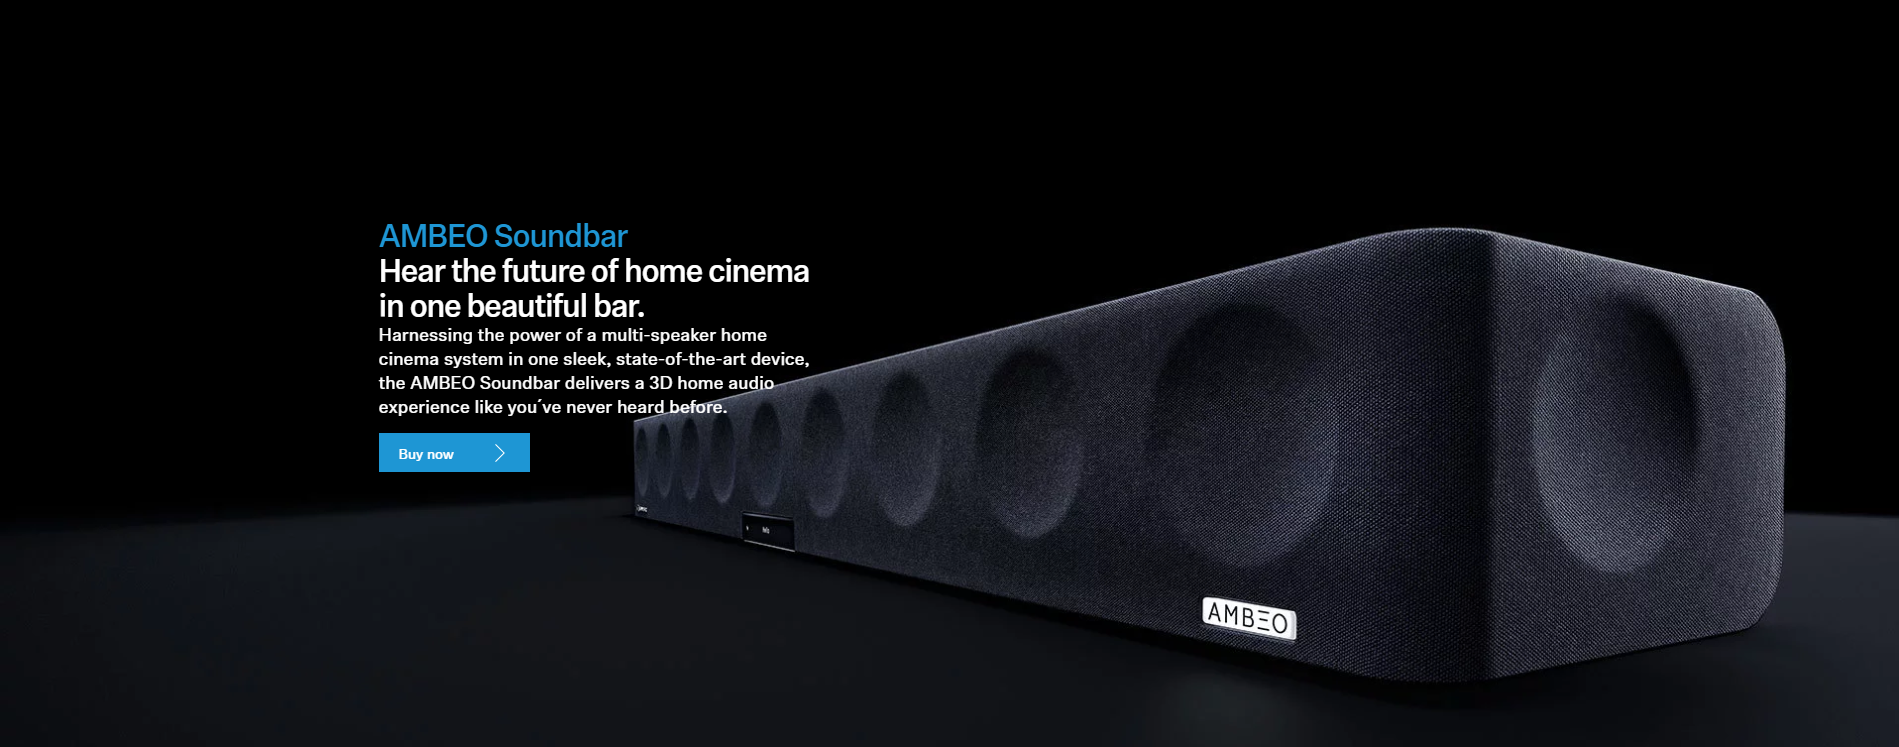 AMBEO Soundbar
Hear the future of home cinema
in one beautiful bar.
Harnessing the power of a multi-speaker home
cinema system in one sleek, state-of-the-art device,
the AMBEO Soundbar delivers a 3D home audio
experience like you´ve never heard before.
Buy now
AMBEO